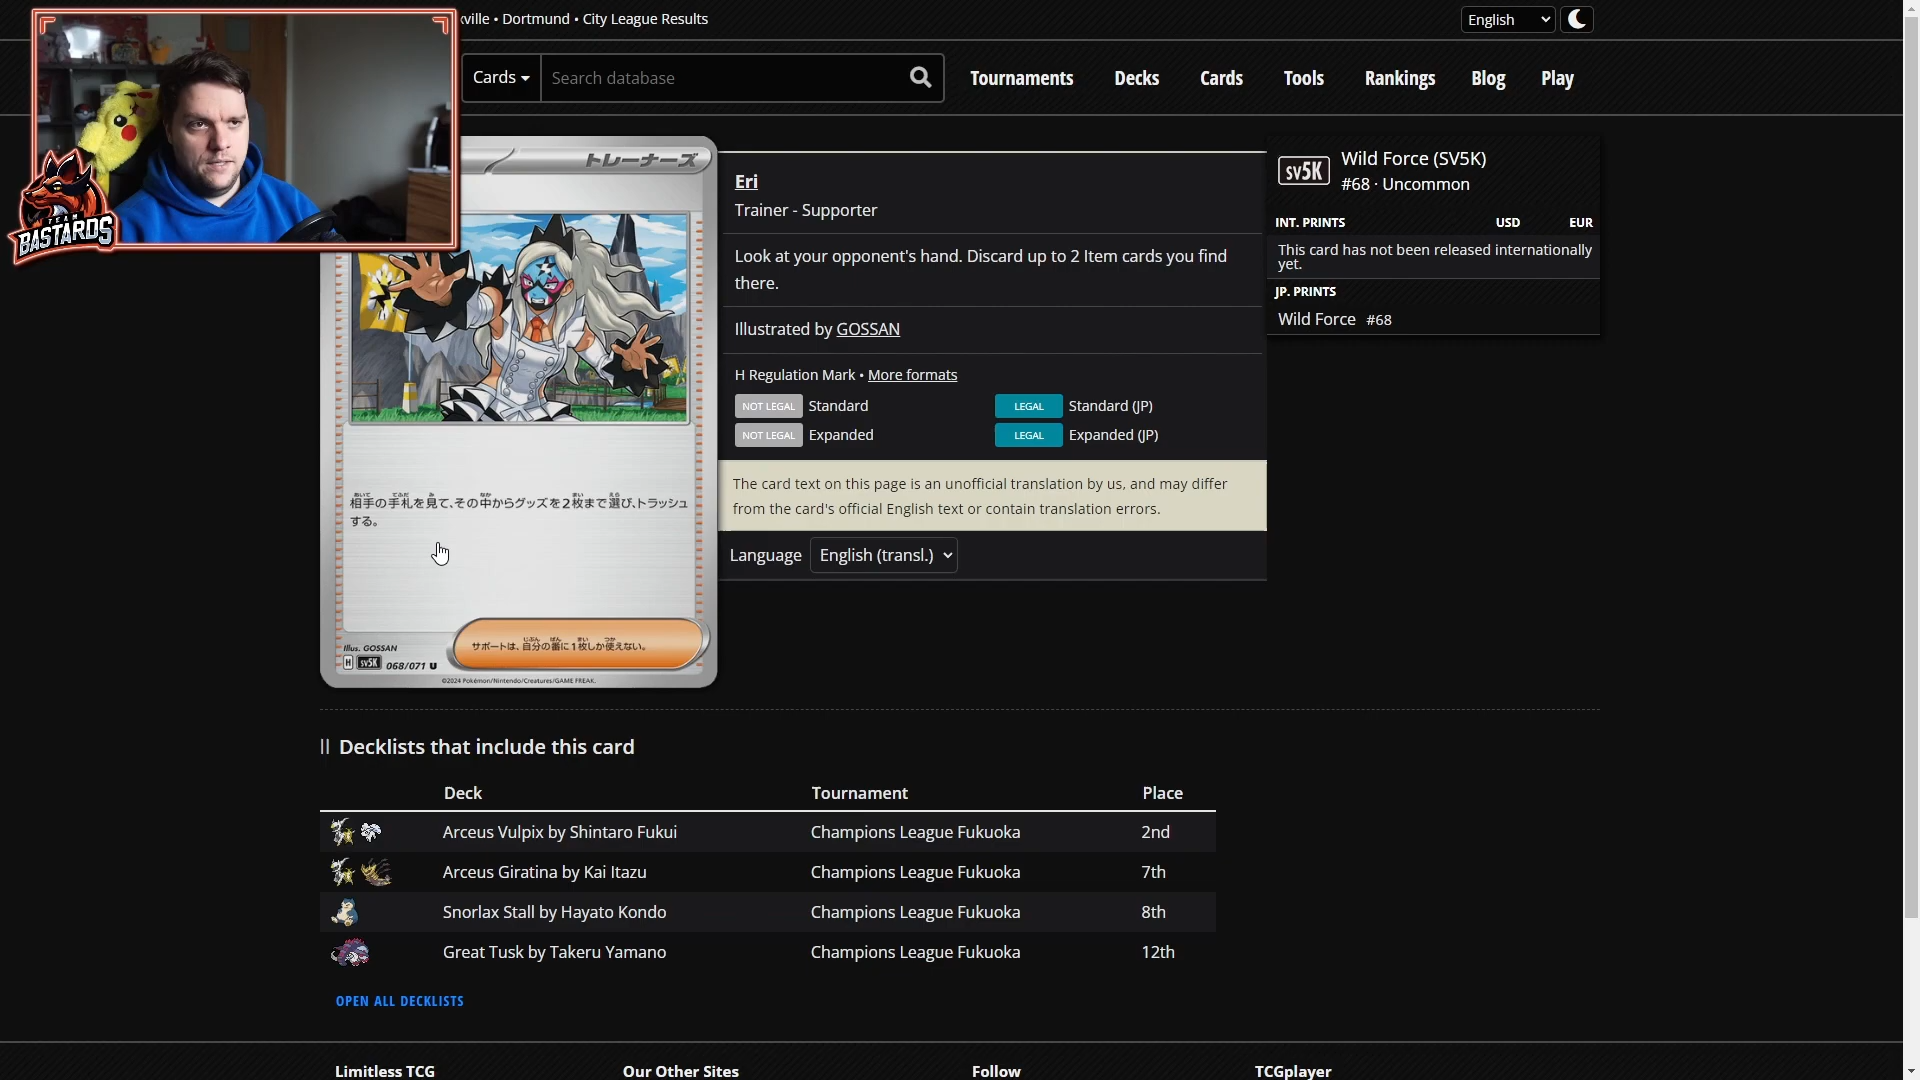 ville • Dortmund • City League Results
English
Cards
Search database
Tournaments
Decks
Cards
Tools
Rankings
Blog
Play
TEAM
BASTARDS
トレーナーズ
相手の手札を見て、その中からグッズを2枚まで選び、トラッシュ
する。
サポートは、自分の番に1枚しか使えない。
Illus. GOSSAN
H sv5K 068/071 U
©2024 Pokémon/Nintendo/Creatures/GAME FREAK.
Eri
Trainer - Supporter
Look at your opponent's hand. Discard up to 2 Item cards you find
there.
Illustrated by GOSSAN
H Regulation Mark • More formats
NOT LEGAL Standard
LEGAL Standard (JP)
NOT LEGAL Expanded
LEGAL Expanded (JP)
The card text on this page is an unofficial translation by us, and may differ
from the card's official English text or contain translation errors.
Language English (transl.)
sv5K
Wild Force (SV5K)
#68 · Uncommon
INT. PRINTS USD EUR
This card has not been released internationally
yet.
JP. PRINTS
Wild Force #68
Decklists that include this card
Deck Tournament Place
Arceus Vulpix by Shintaro Fukui Champions League Fukuoka 2nd
Arceus Giratina by Kai Itazu Champions League Fukuoka 7th
Snorlax Stall by Hayato Kondo Champions League Fukuoka 8th
Great Tusk by Takeru Yamano Champions League Fukuoka 12th
OPEN ALL DECKLISTS
Limitless TCG
Our Other Sites
Follow
TCGplayer